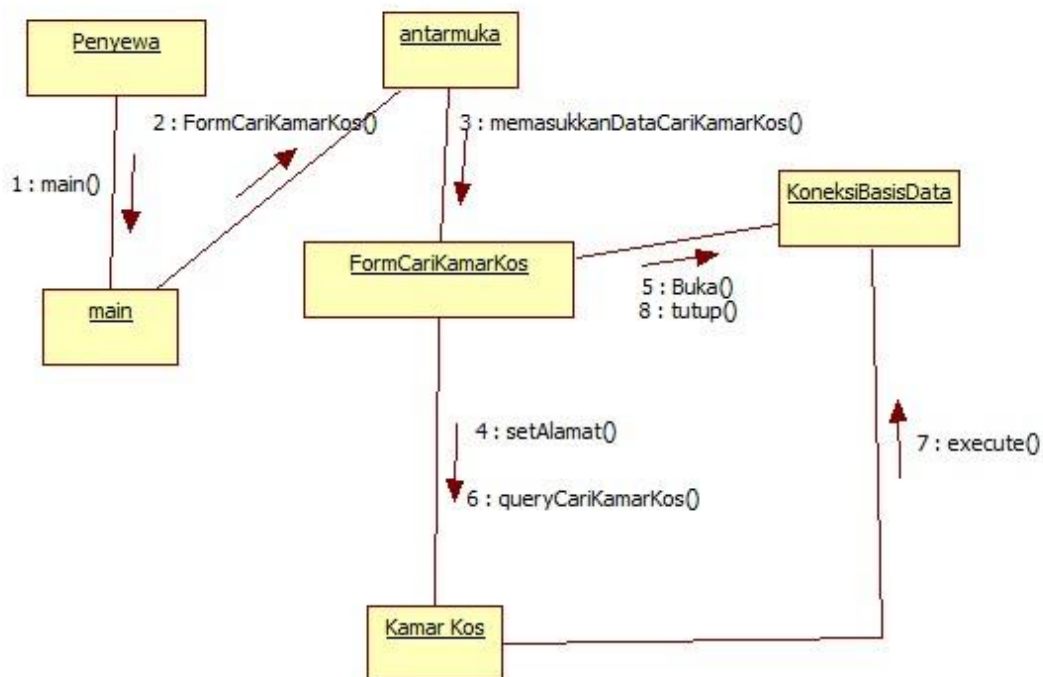 Penyewa
antarmuka
2 : FormCariKamarKos()
3 : memasukkanDataCariKamarKos()
1 : main()
KoneksiBasisData
FormCariKamarKos
main
5 : Buka()
8 : tutup()
4 : setAlamat()
7 : execute()
6 : queryCariKamarKos()
Kamar Kos